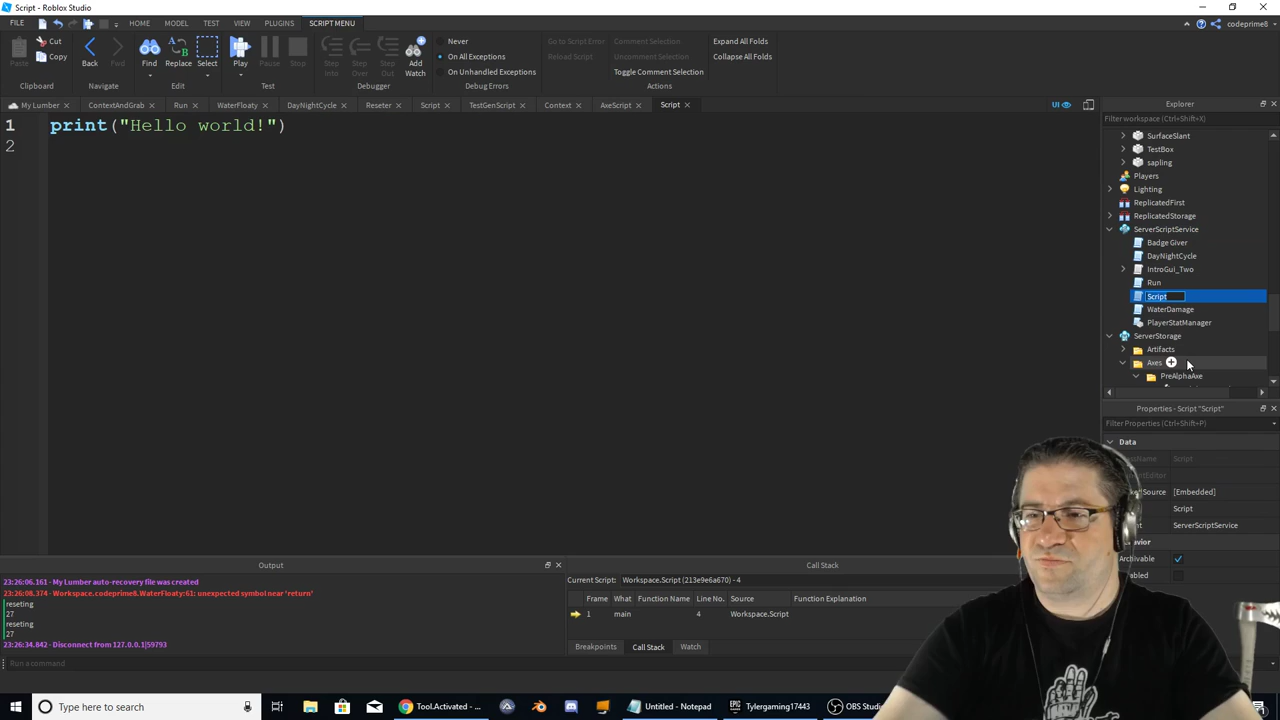 Script - Roblox Studio
FILE HOME MODEL TEST VIEW PLUGINS SCRIPT MENU codeprime8
Paste Cut Copy Back Fwd Find Replace Select Play Pause Stop Step Into Step Over Step Out Add Watch Never On All Exceptions On Unhandled Exceptions Go to Script Error Reload Script Comment Selection Uncomment Selection Toggle Comment Selection Expand All Folds Collapse All Folds
Clipboard Navigate Edit Test Debugger Debug Errors Actions
My Lumber ContextAndGrab Run WaterFloaty DayNightCycle Reseter Script TestGenScript Context AxeScript Script UI
1 print("Hello world!")
2
Explorer
Filter workspace (Ctrl+Shift+X)
SurfaceSlant
TestBox
sapling
Players
Lighting
ReplicatedFirst
ReplicatedStorage
ServerScriptService
Badge Giver
DayNightCycle
IntroGui_Two
Run
Script
WaterDamage
PlayerStatManager
ServerStorage
Artifacts
Axes
PreAlphaAxe
Properties - Script "Script"
Filter Properties (Ctrl+Shift+P)
Data
Script
[Embedded]
Script
ServerScriptService
Archivable
Output
23:26:06.161 - My Lumber auto-recovery file was created
23:26:08.374 - Workspace.codeprime8.WaterFloaty:61: unexpected symbol near 'return'
reseting
27
reseting
27
23:26:34.842 - Disconnect from 127.0.0.1|59793
Call Stack
Current Script: Workspace.Script (213e9e6a670) - 4
Frame What Function Name Line No. Source Function Explanation
1 main 4 Workspace.Script
Breakpoints Call Stack Watch
Run a command
Type here to search
Tool.Activated - ... Untitled - Notepad Tylergaming17443 OBS Studio